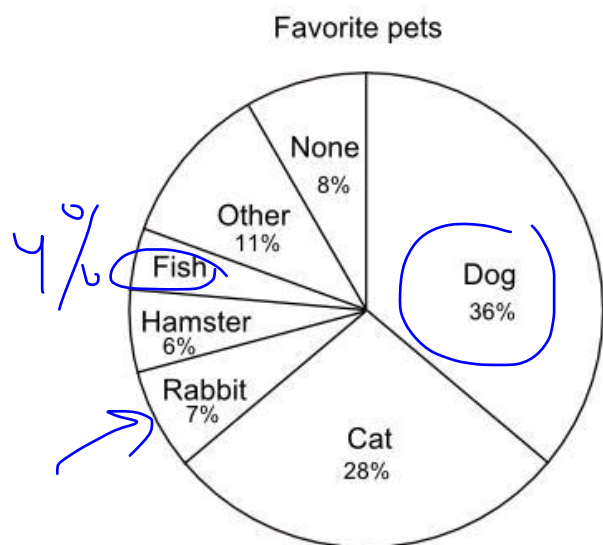 Favorite pets
None
8%
Other
11%
4%
Fish
Dog
36%
Hamster
6%
Rabbit
7%
Cat
28%